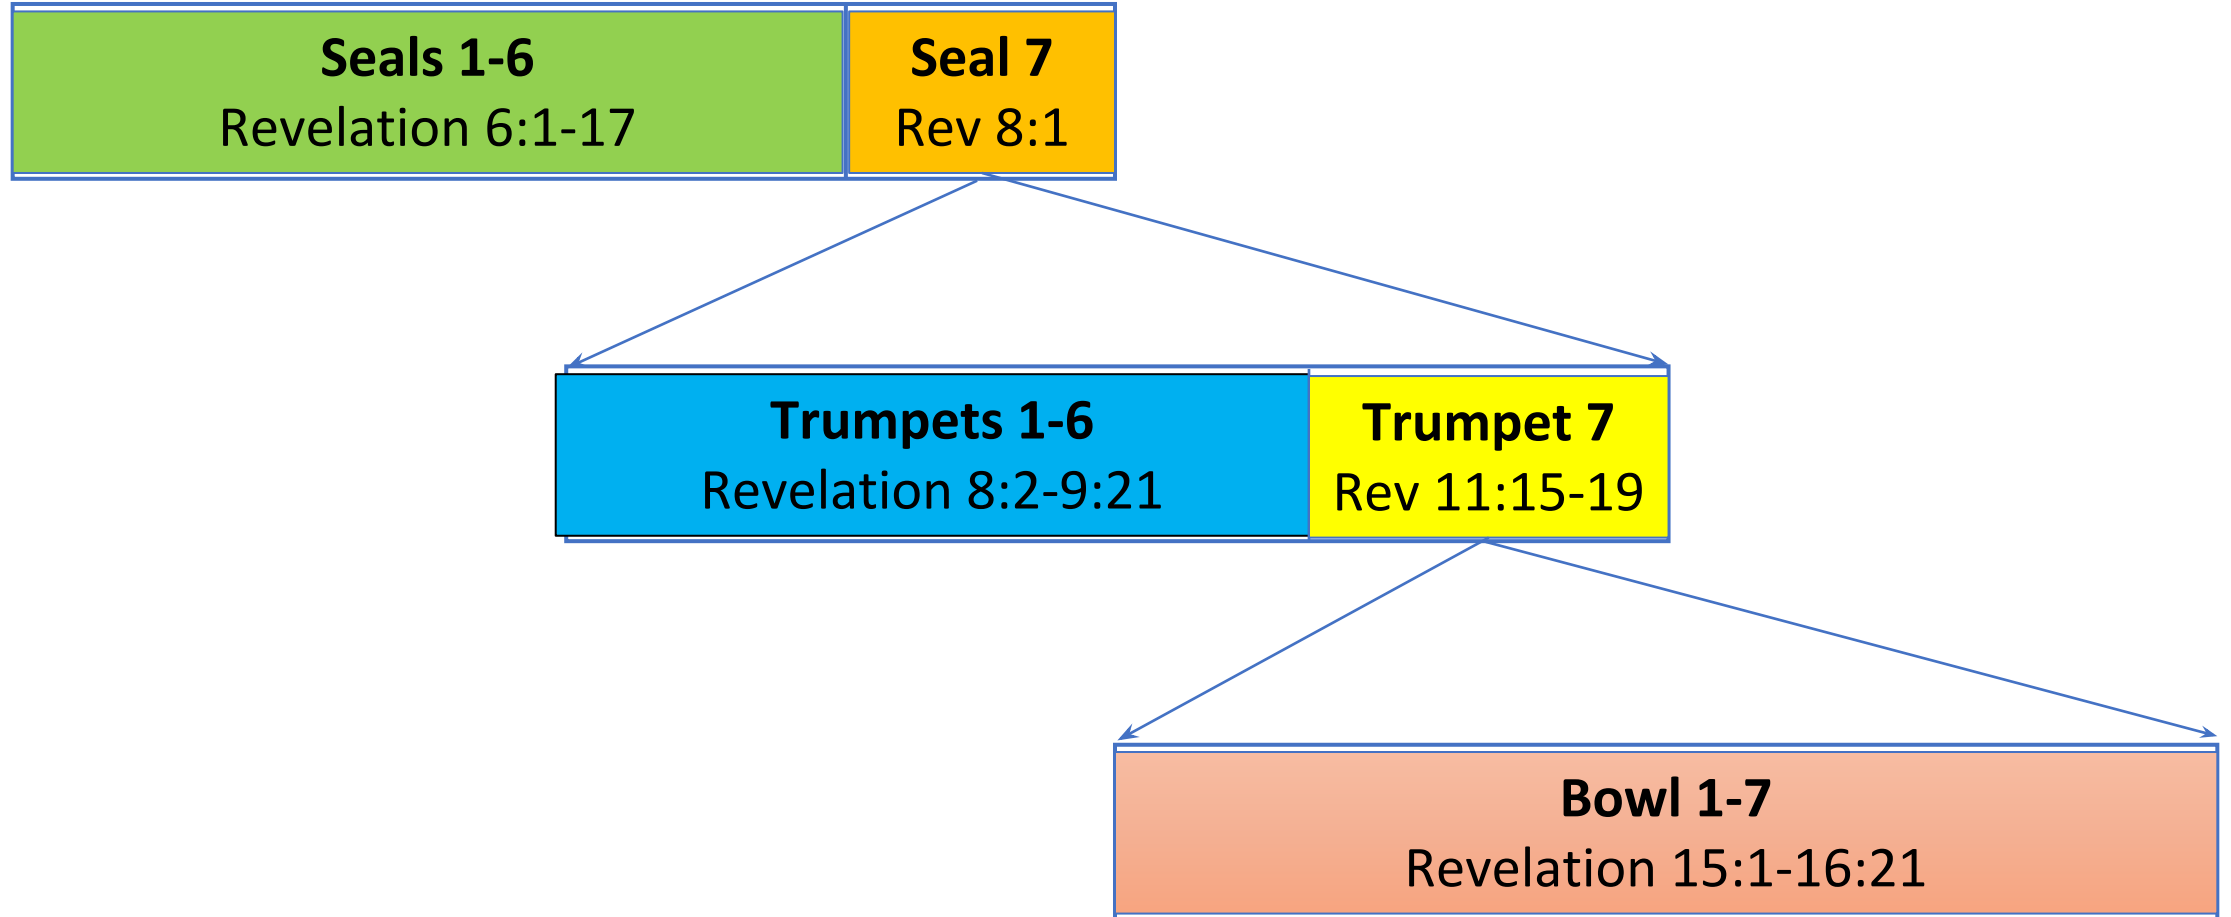 Seals 1-6
Revelation 6:1-17
Seal 7
Rev 8:1
Trumpets 1-6
Revelation 8:2-9:21
Trumpet 7
Rev 11:15-19
Bowl 1-7
Revelation 15:1-16:21